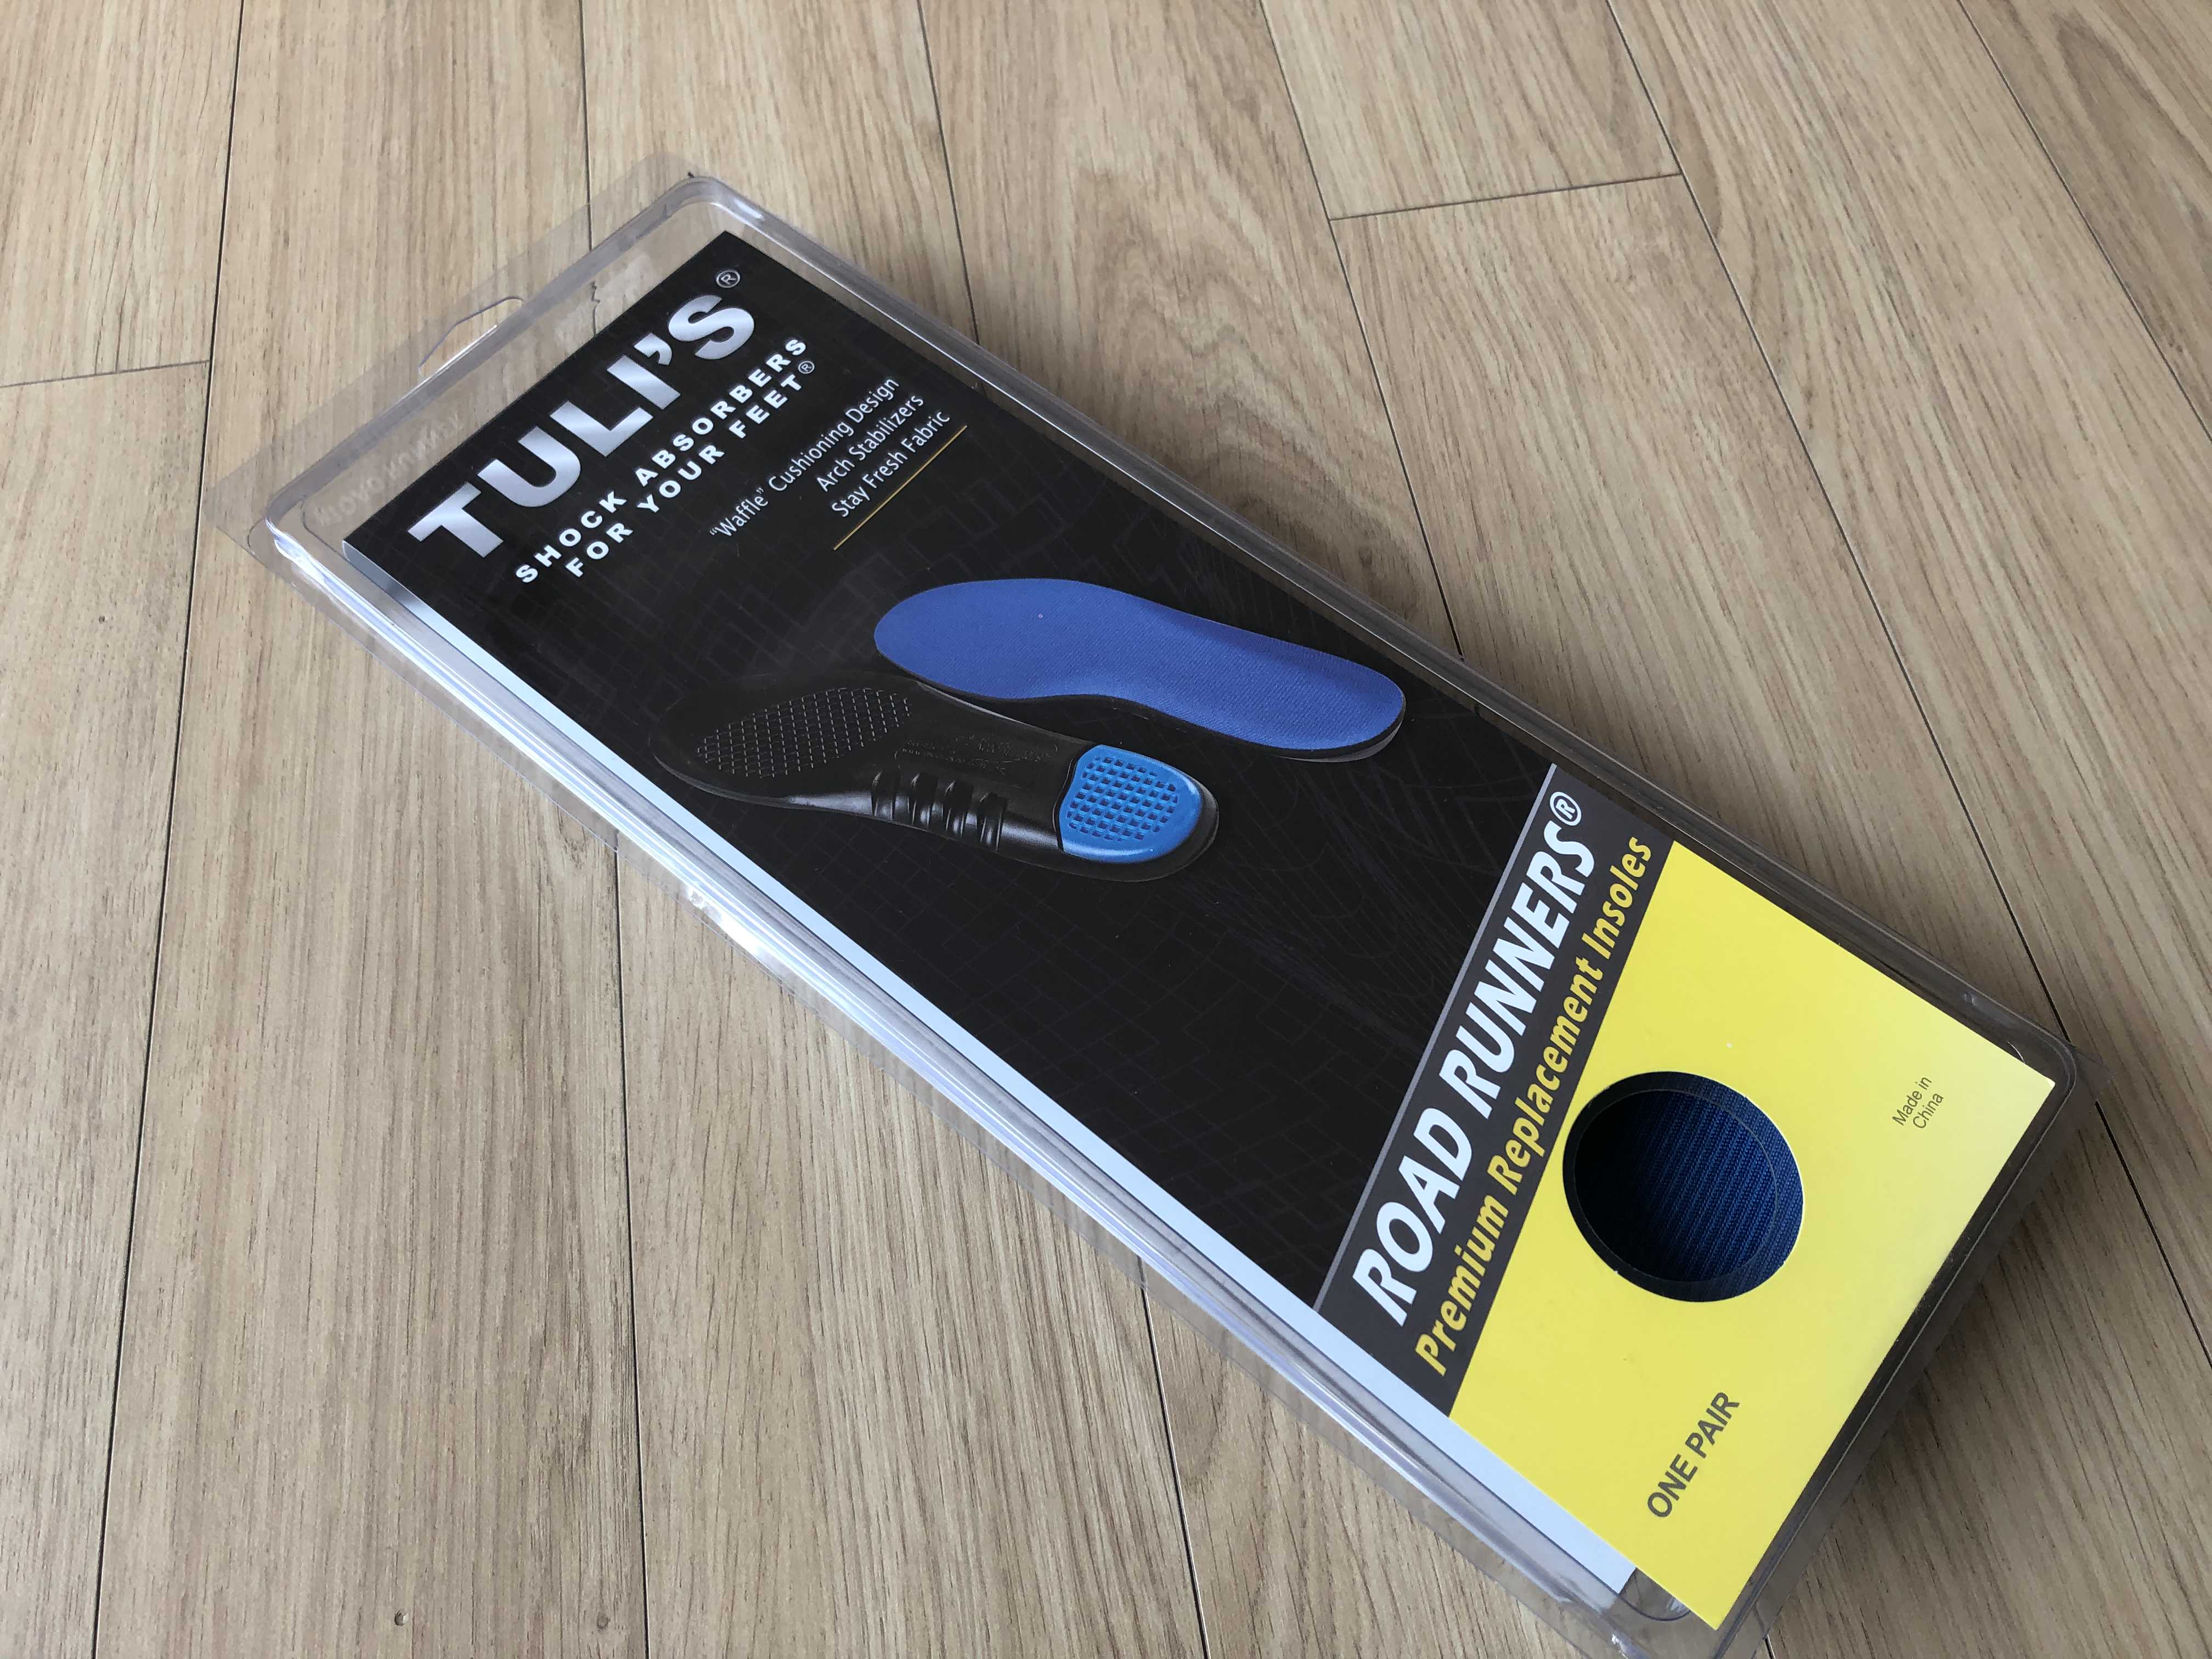 TULI'S®
SHOCK ABSORBERS
FOR YOUR FEET®
"Waffle" Cushioning Design
Arch Stabilizers
Stay Fresh Fabric
ROAD RUNNERS®
Premium Replacement Insoles
Made in
China
ONE PAIR